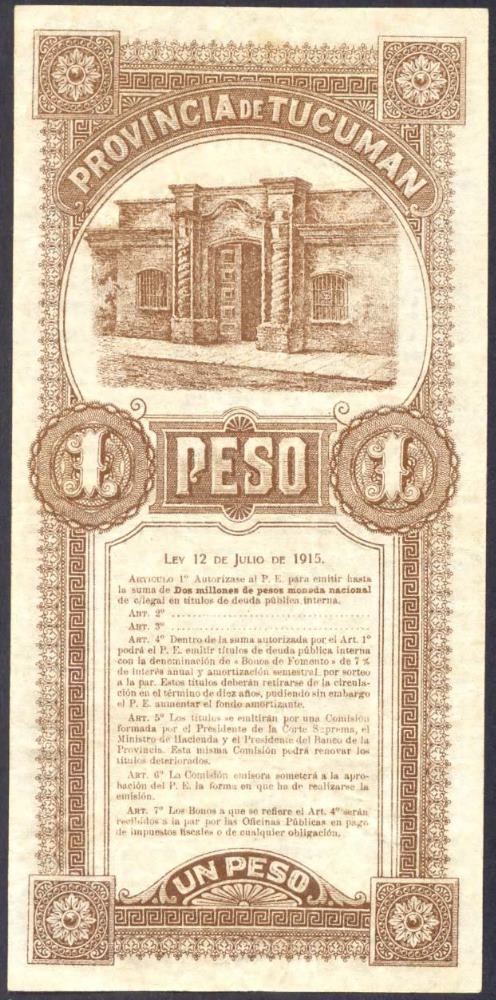 PROVINCIA DE TUCUMAN
1 PESO 1
LEY 12 DE JULIO DE 1915.
ARTICULO 1º Autorízase al P. E. para emitir hasta
la suma de Dos millones de pesos moneda nacional
de c/legal en títulos de deuda pública interna.
ART. 2º
ART. 3º
ART. 4º Dentro de la suma autorizada por el Art. 1º
podrá el P. E. emitir títulos de deuda pública interna
con la denominación de «Bonos de Fomento» de 7 %
de interés anual y amortización semestral por sorteo
a la par. Estos títulos deberán retirarse de la circula-
ción en el término de diez años, pudiendo sin embargo
el P. E. aumentar el fondo amortizante.
ART. 5º Los títulos se emitirán por una Comisión
formada por el Presidente de la Corte Suprema, el
Ministro de Hacienda y el Presidente del Banco de la
Provincia. Esta misma Comisión podrá renovar los
títulos deteriorados.
ART. 6º La Comisión emisora someterá a la apro-
bación del P. E. la forma en que ha de realizarse la
emisión.
ART. 7º Los Bonos a que se refiere el Art. 4º serán
recibidos a la par por las Oficinas Públicas en pago
de impuestos fiscales o de cualquier obligación.
UN PESO